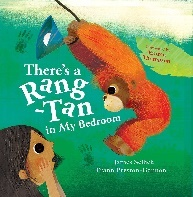 There's a
Rang
-Tan
in My Bedroom
James Sellick
Frann Preston-Gannon